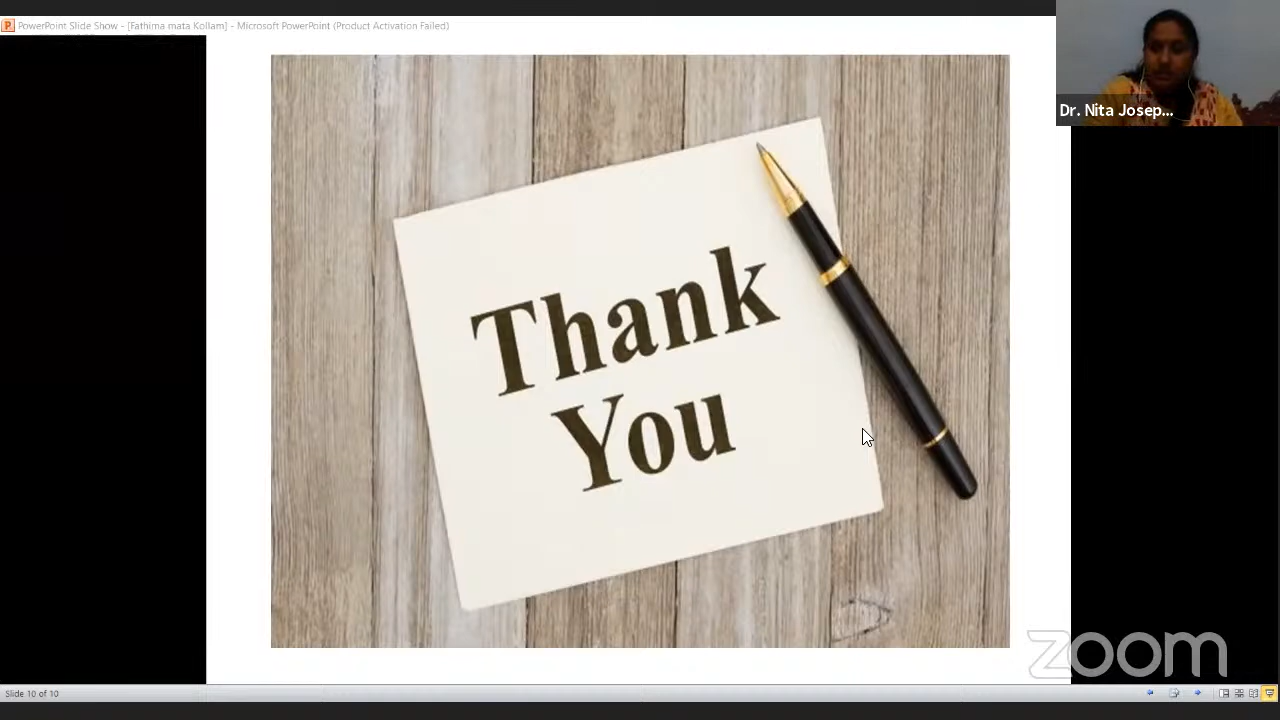 PowerPoint Slide Show - [Fathima mata Kollam] - Microsoft PowerPoint (Product Activation Failed)
Dr. Nita Josep...
Thank
You
zoom
Slide 10 of 10